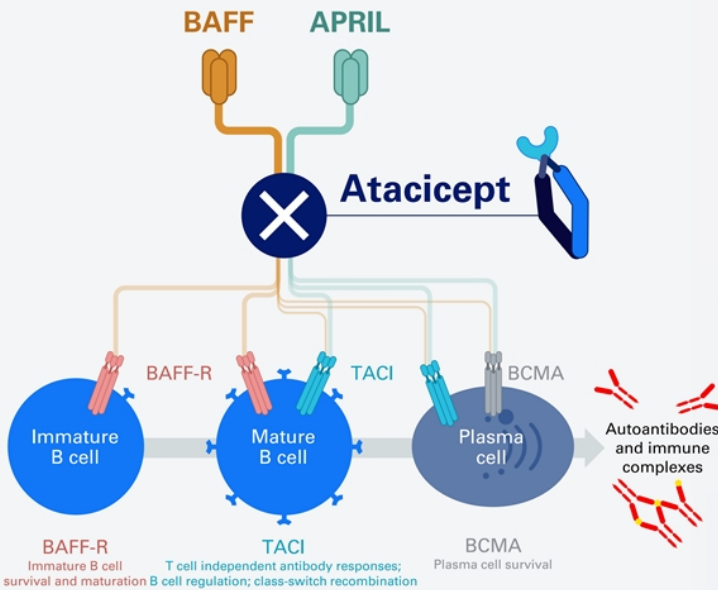 BAFF
APRIL
Atacicept
BAFF-R
TACI
BCMA
Immature
B cell
Mature
B cell
Plasma
cell
Autoantibodies
and immune
complexes
BAFF-R
Immature B cell
survival and maturation
TACI
T cell independent antibody responses;
B cell regulation; class-switch recombination
BCMA
Plasma cell survival